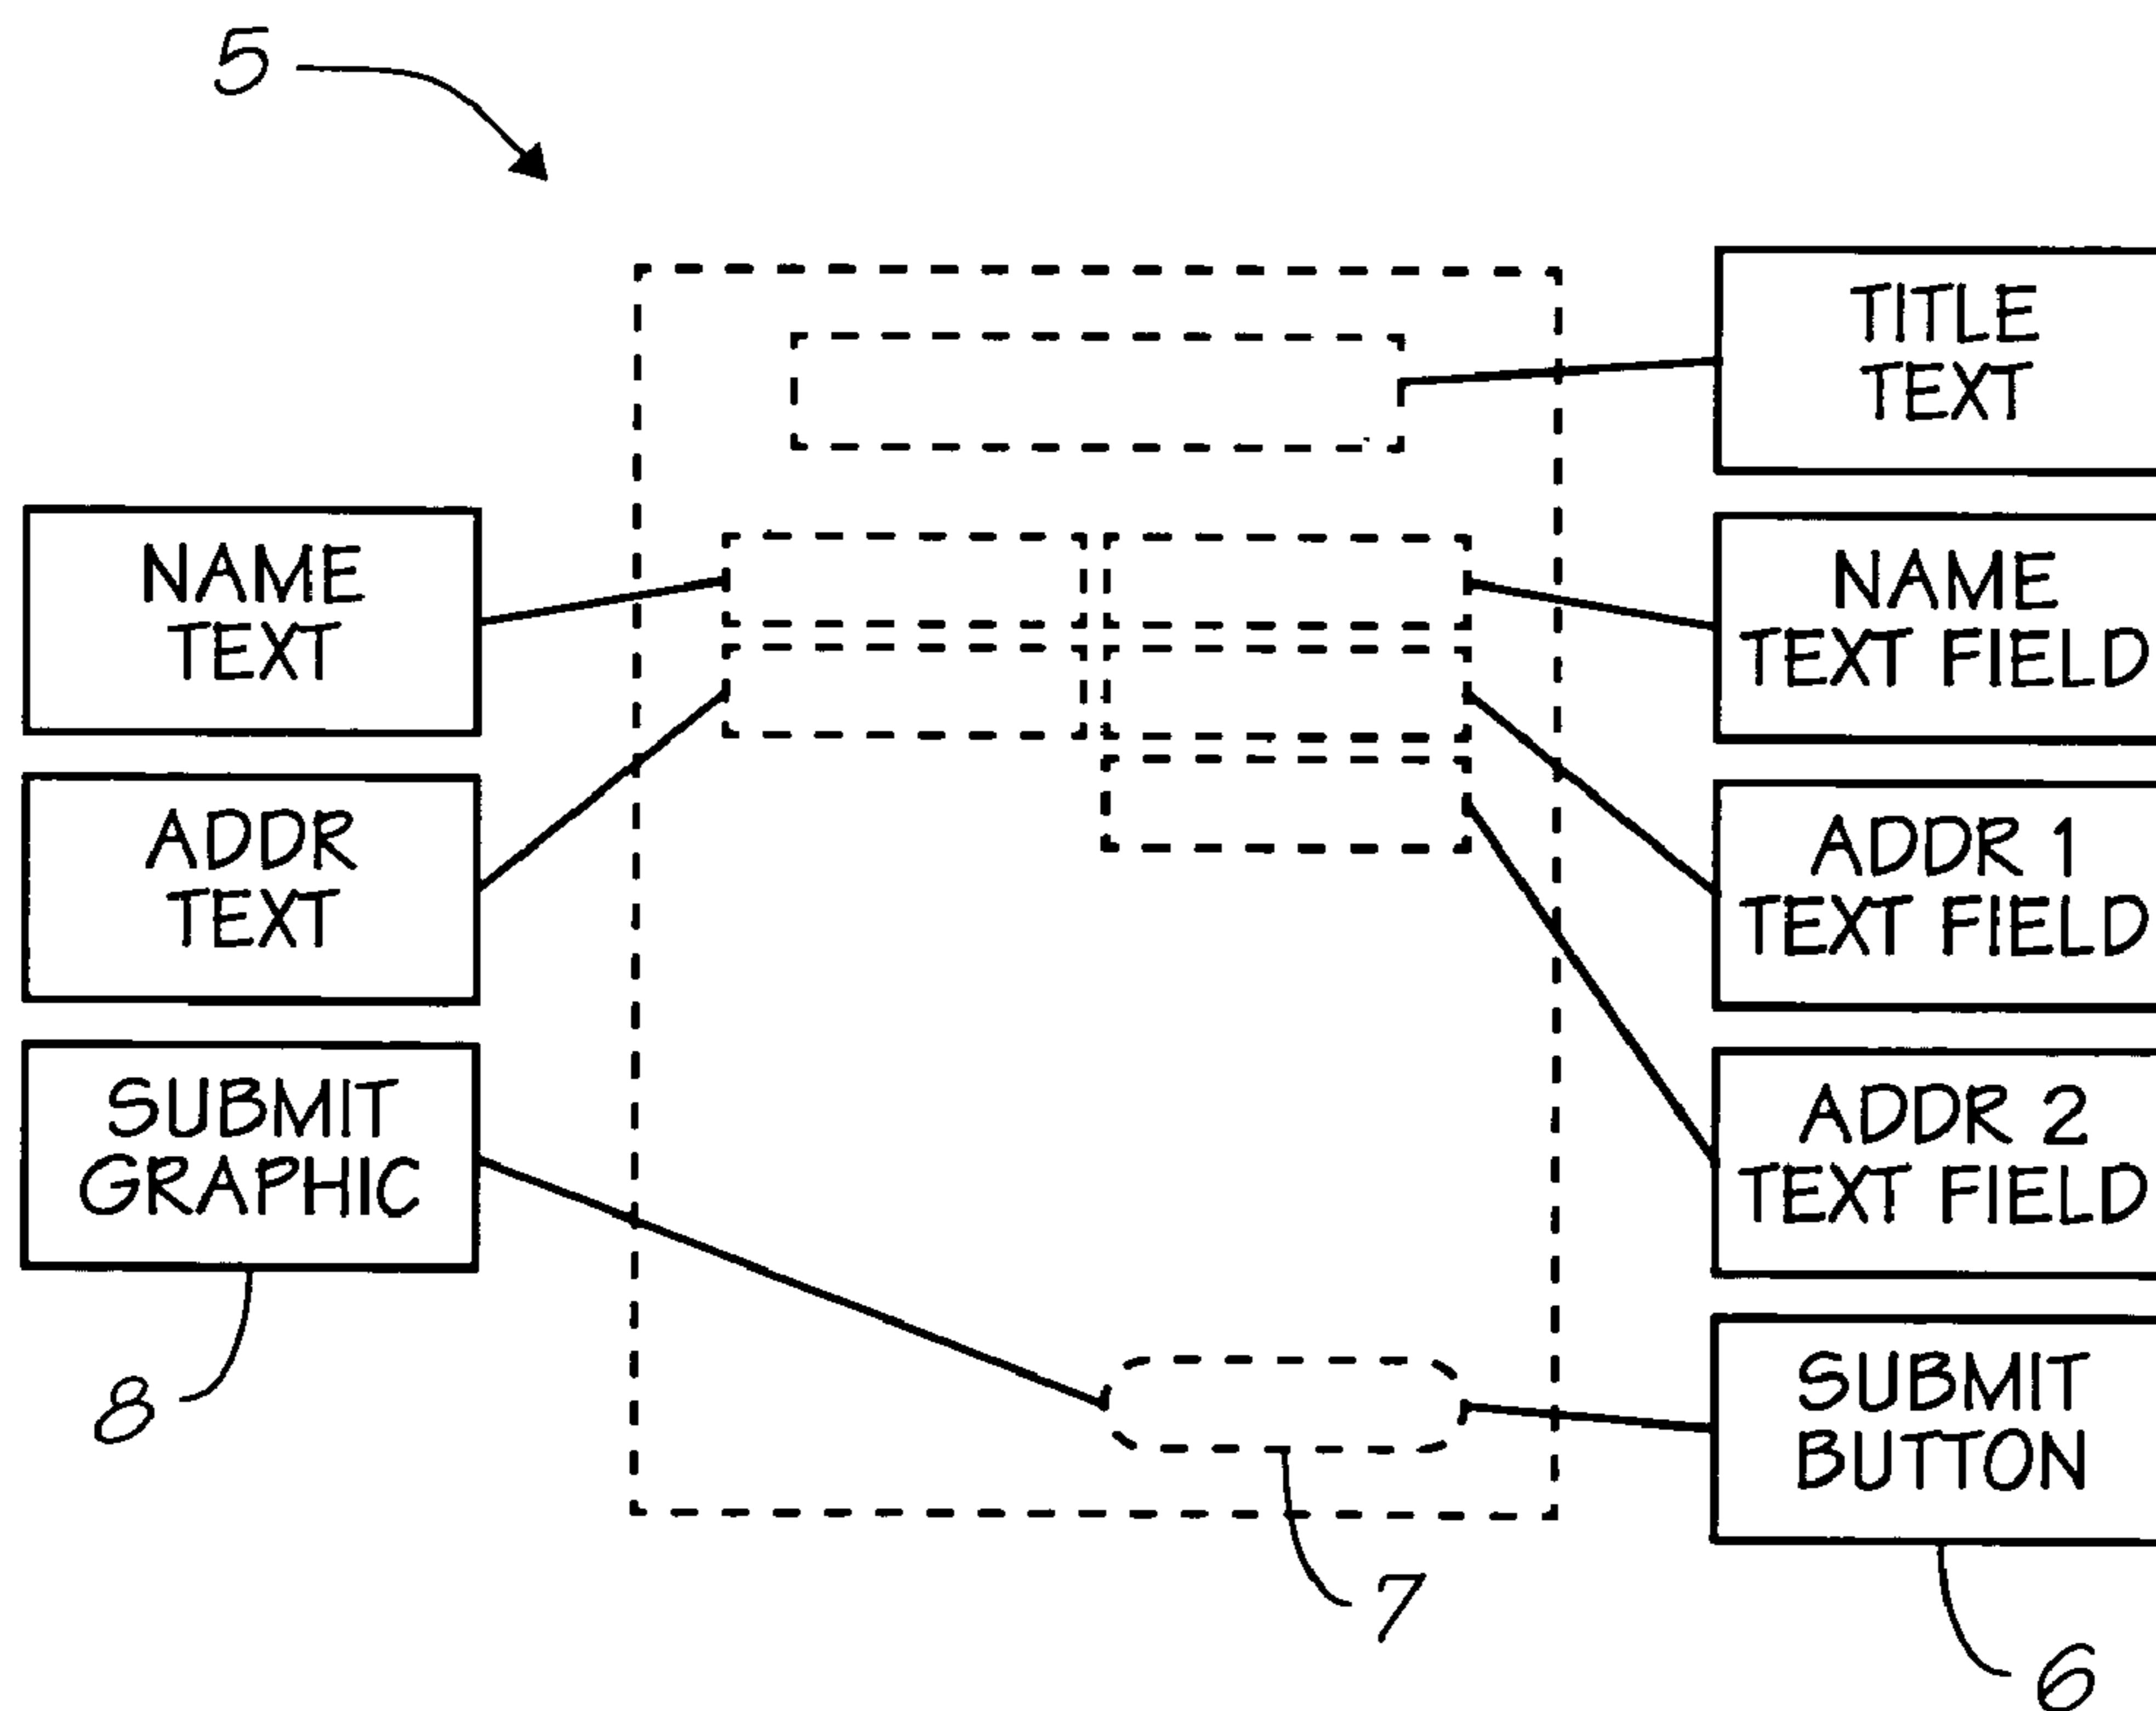 5
TITLE
TEXT
NAME
TEXT
NAME
TEXT FIELD
ADDR
TEXT
ADDR 1
TEXT FIELD
SUBMIT
GRAPHIC
ADDR 2
TEXT FIELD
8
SUBMIT
BUTTON
7
6